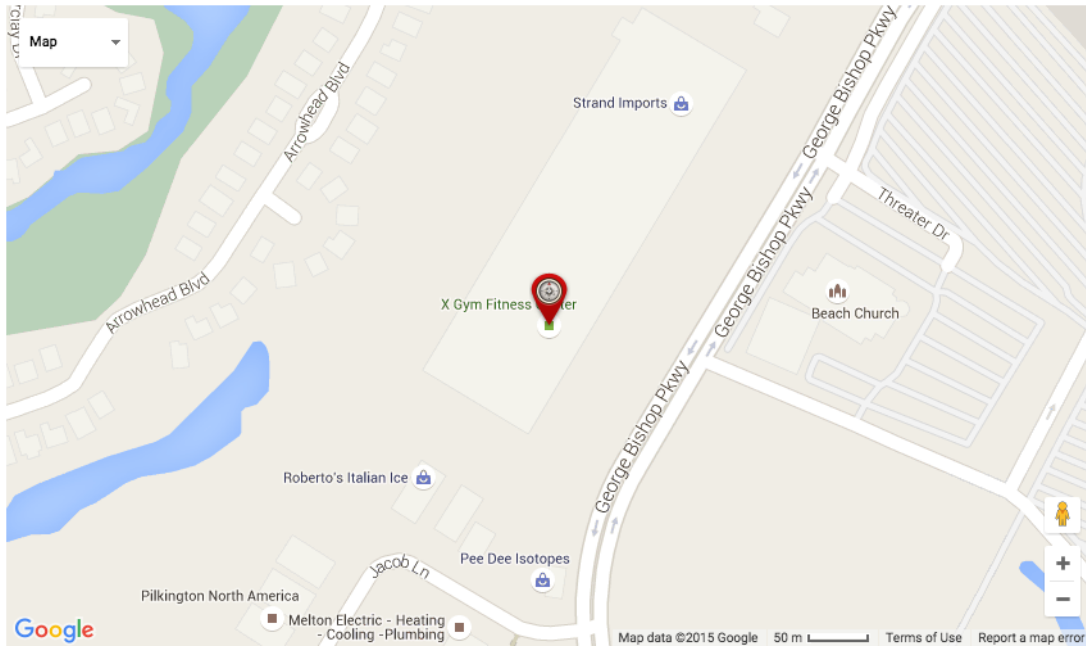 rclay Dr
Map
Arrowhead Blvd
George Bishop Pkwy
Strand Imports
Threater Dr
George Bishop Pkwy
Arrowhead Blvd
X Gym Fitness ter
Beach Church
George Bishop Pkwy
Roberto's Italian Ice
Pee Dee Isotopes
Jacob Ln
Pilkington North America
Melton Electric - Heating
- Cooling -Plumbing
Google
Map data ©2015 Google
50 m
Terms of Use
Report a map error